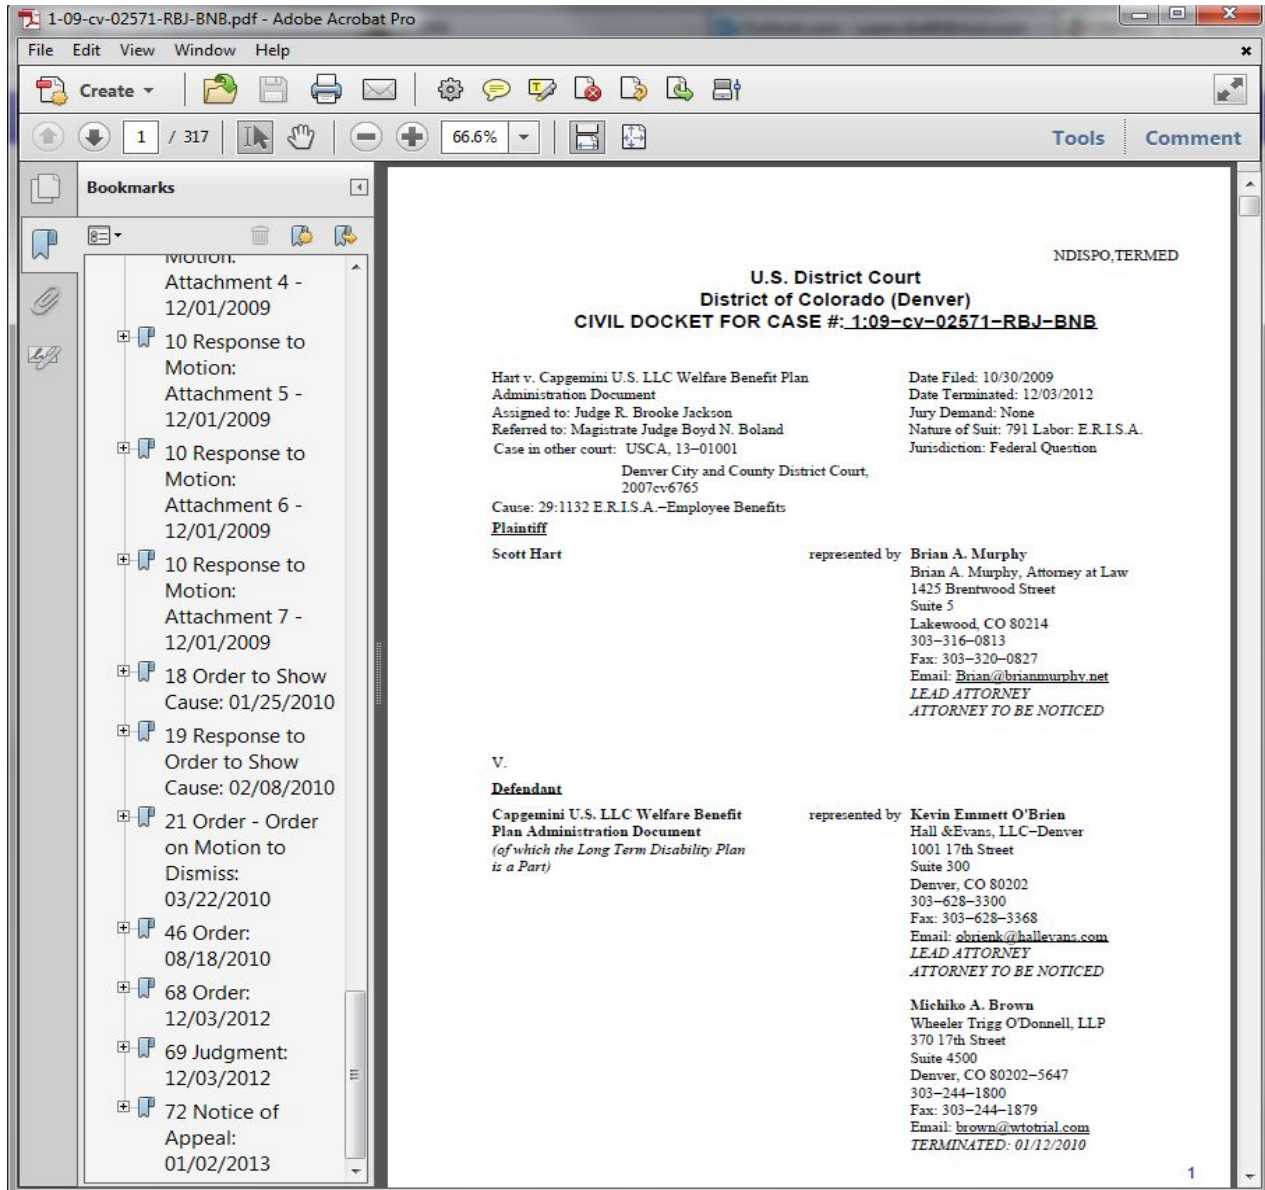 1-09-cv-02571-RBJ-BNB.pdf - Adobe Acrobat Pro
File Edit View Window Help
Create
1 / 317
66.6%
Tools Comment
Bookmarks
Motion:
Attachment 4 -
12/01/2009
10 Response to
Motion:
Attachment 5 -
12/01/2009
10 Response to
Motion:
Attachment 6 -
12/01/2009
10 Response to
Motion:
Attachment 7 -
12/01/2009
18 Order to Show
Cause: 01/25/2010
19 Response to
Order to Show
Cause: 02/08/2010
21 Order - Order
on Motion to
Dismiss:
03/22/2010
46 Order:
08/18/2010
68 Order:
12/03/2012
69 Judgment:
12/03/2012
72 Notice of
Appeal:
01/02/2013
NDISPO,TERMED
U.S. District Court
District of Colorado (Denver)
CIVIL DOCKET FOR CASE #: 1:09-cv-02571-RBJ-BNB
Hart v. Capgemini U.S. LLC Welfare Benefit Plan
Administration Document
Assigned to: Judge R. Brooke Jackson
Referred to: Magistrate Judge Boyd N. Boland
Case in other court: USCA, 13-01001
Denver City and County District Court,
2007cv6765
Cause: 29:1132 E.R.I.S.A.-Employee Benefits
Date Filed: 10/30/2009
Date Terminated: 12/03/2012
Jury Demand: None
Nature of Suit: 791 Labor: E.R.I.S.A.
Jurisdiction: Federal Question
Plaintiff
Scott Hart
represented by Brian A. Murphy
Brian A. Murphy, Attorney at Law
1425 Brentwood Street
Suite 5
Lakewood, CO 80214
303-316-0813
Fax: 303-320-0827
Email: Brian@brianmurphy.net
LEAD ATTORNEY
ATTORNEY TO BE NOTICED
V.
Defendant
Capgemini U.S. LLC Welfare Benefit
Plan Administration Document
(of which the Long Term Disability Plan
is a Part)
represented by Kevin Emmett O'Brien
Hall &Evans, LLC-Denver
1001 17th Street
Suite 300
Denver, CO 80202
303-628-3300
Fax: 303-628-3368
Email: obrienk@hallevans.com
LEAD ATTORNEY
ATTORNEY TO BE NOTICED
Michiko A. Brown
Wheeler Trigg O'Donnell, LLP
370 17th Street
Suite 4500
Denver, CO 80202-5647
303-244-1800
Fax: 303-244-1879
Email: brown@wtotrial.com
TERMINATED: 01/12/2010
1